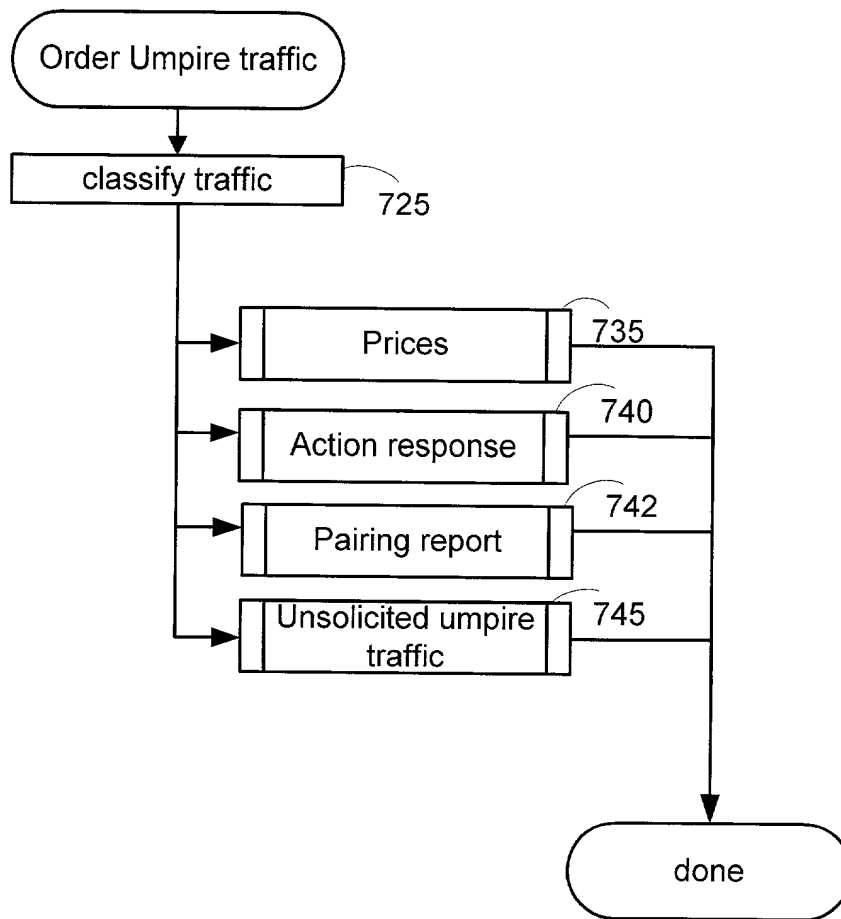 Order Umpire traffic
classify traffic
725
Prices
735
Action response
740
Pairing report
742
Unsolicited umpire
traffic
745
done